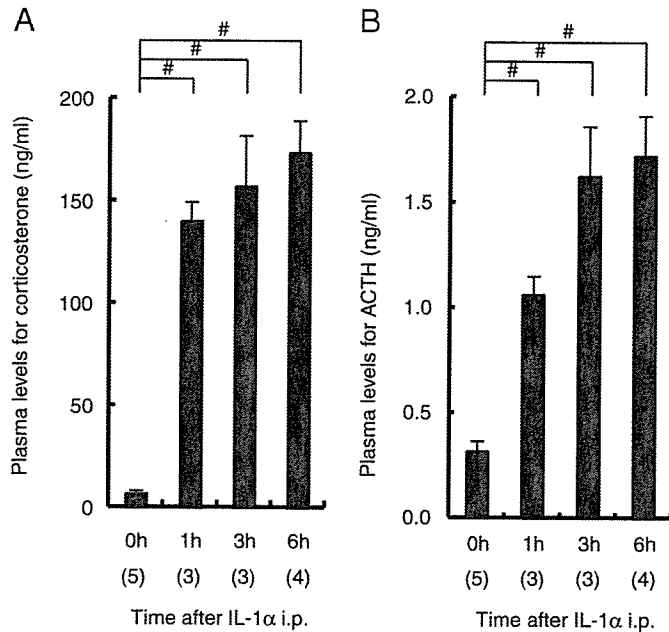 A
#
#
#
Plasma levels for corticosterone (ng/ml)
200
150
100
50
0
0h 1h 3h 6h
(5) (3) (3) (4)
Time after IL-1α i.p.
B
#
#
#
Plasma levels for ACTH (ng/ml)
2.0
1.5
1.0
0.5
0.0
0h 1h 3h 6h
(5) (3) (3) (4)
Time after IL-1α i.p.